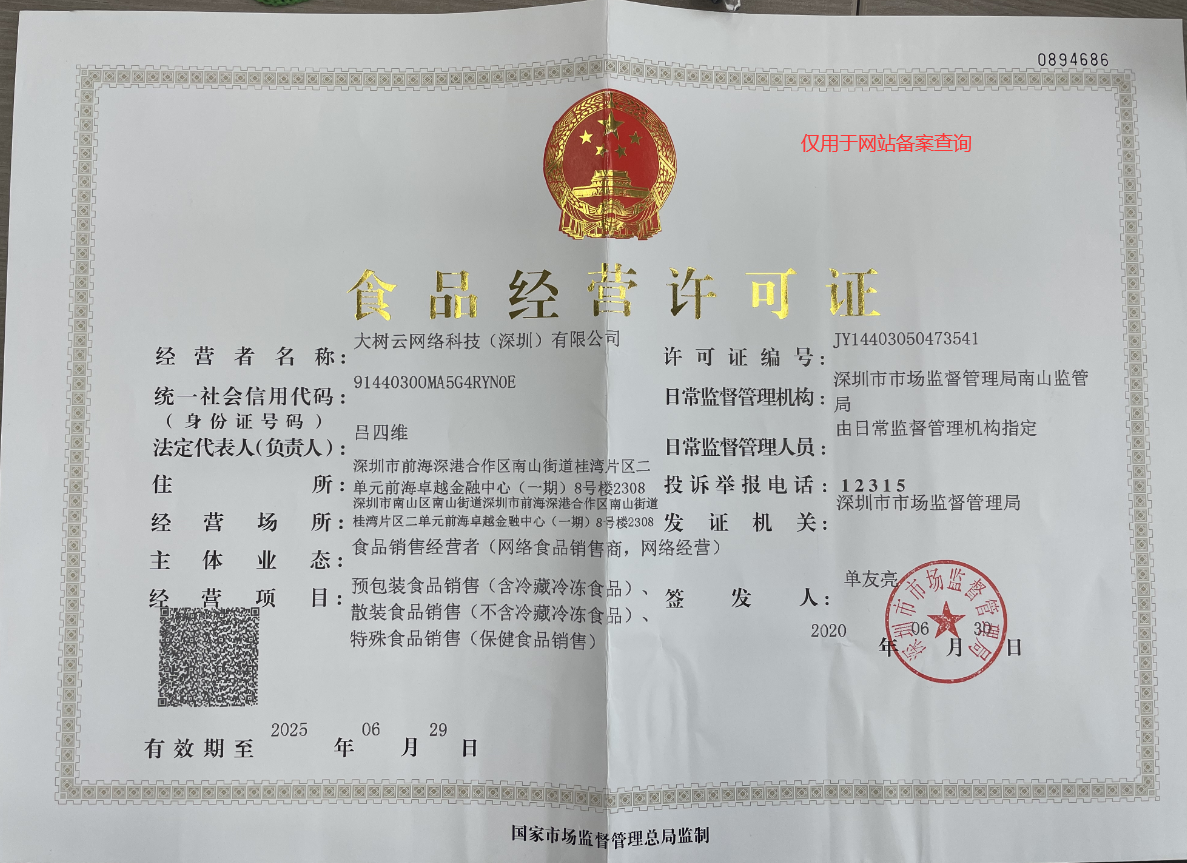 0894686
仅用于网站备案查询
食品经营许可证
经营者名称：大树云网络科技（深圳）有限公司
统一社会信用代码：91440300MA5G4RYN0E
（身份证号码）
法定代表人(负责人)：吕四维
住所：深圳市前海深港合作区南山街道桂湾片区二
单元前海卓越金融中心（一期）8号楼2308
经营场所：深圳市南山区南山街道深圳市前海深港合作区南山街道
桂湾片区二单元前海卓越金融中心（一期）8号楼2308
主体业态：食品销售经营者（网络食品销售商，网络经营）
经营项目：预包装食品销售（含冷藏冷冻食品）、
散装食品销售（不含冷藏冷冻食品）、
特殊食品销售（保健食品销售）
有效期至2025年06月29日
许可证编号：JY14403050473541
日常监督管理机构：深圳市市场监督管理局南山监管
局
日常监督管理人员：由日常监督管理机构指定
投诉举报电话：12315
发证机关：深圳市市场监督管理局
签发人：单友亮
2020年06月30日
深圳市市场监督管理局
国家市场监督管理总局监制